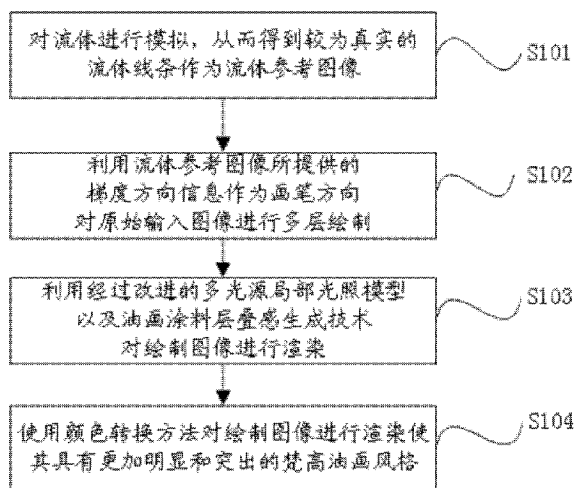 对流体进行模拟，从而得到较为真实的
流体线条作为流体参考图像
S101
利用流体参考图像所提供的
梯度方向信息作为画笔方向
对原始输入图像进行多层绘制
S102
利用经过改进的多光源局部光照模型
以及油画涂料层叠感生成技术
对绘制图像进行渲染
S103
使用颜色转换方法对绘制图像进行渲染使
其具有更加明显和突出的梵高油画风格
S104